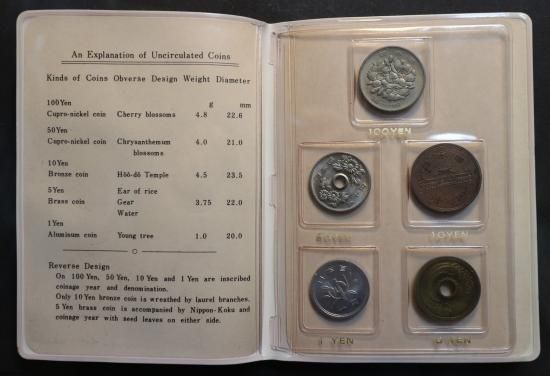 An Explanation of Uncirculated Coins
Kinds of Coins Obverse Design Weight Diameter
g mm
100Yen
Cupro-nickel coin Cherry blossoms 4.8 22.6
50Yen
Cupro-nickel coin Chrysanthemum blossoms 4.0 21.0
10Yen
Bronze coin Hôô-dô Temple 4.5 23.5
5Yen Ear of rice
Brass coin Gear 3.75 22.0
Water
1Yen
Aluminum coin Young tree 1.0 20.0
Reverse Design
On 100 Yen, 50 Yen, 10 Yen and 1 Yen are inscribed
coinage year and denomination.
Only 10 Yen bronze coin is wreathed by laurel branches.
5 Yen brass coin is accompanied by Nippon-Koku and
coinage year with seed leaves on either side.
100YEN
50YEN
10YEN
1 YEN
5 YEN